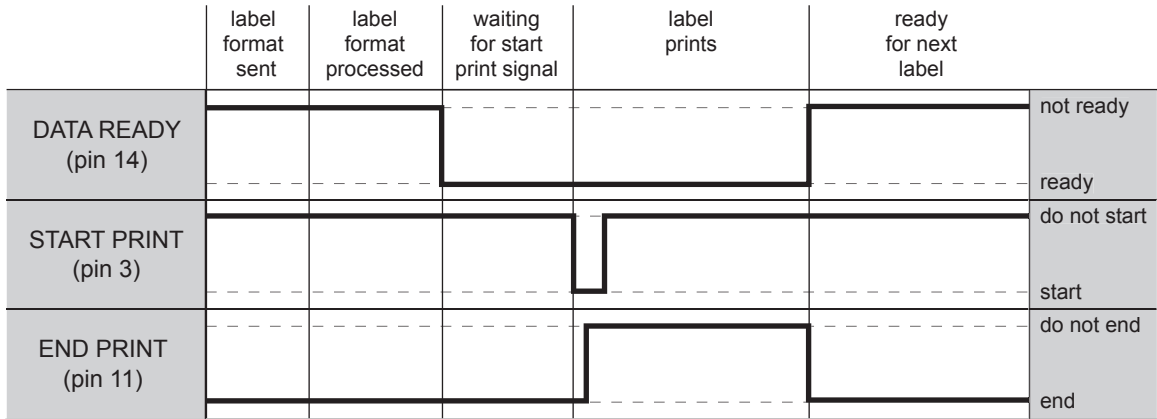 label
format
sent
label
format
processed
waiting
for start
print signal
label
prints
ready
for next
label
DATA READY
(pin 14)
not ready
ready
START PRINT
(pin 3)
do not start
start
END PRINT
(pin 11)
do not end
end